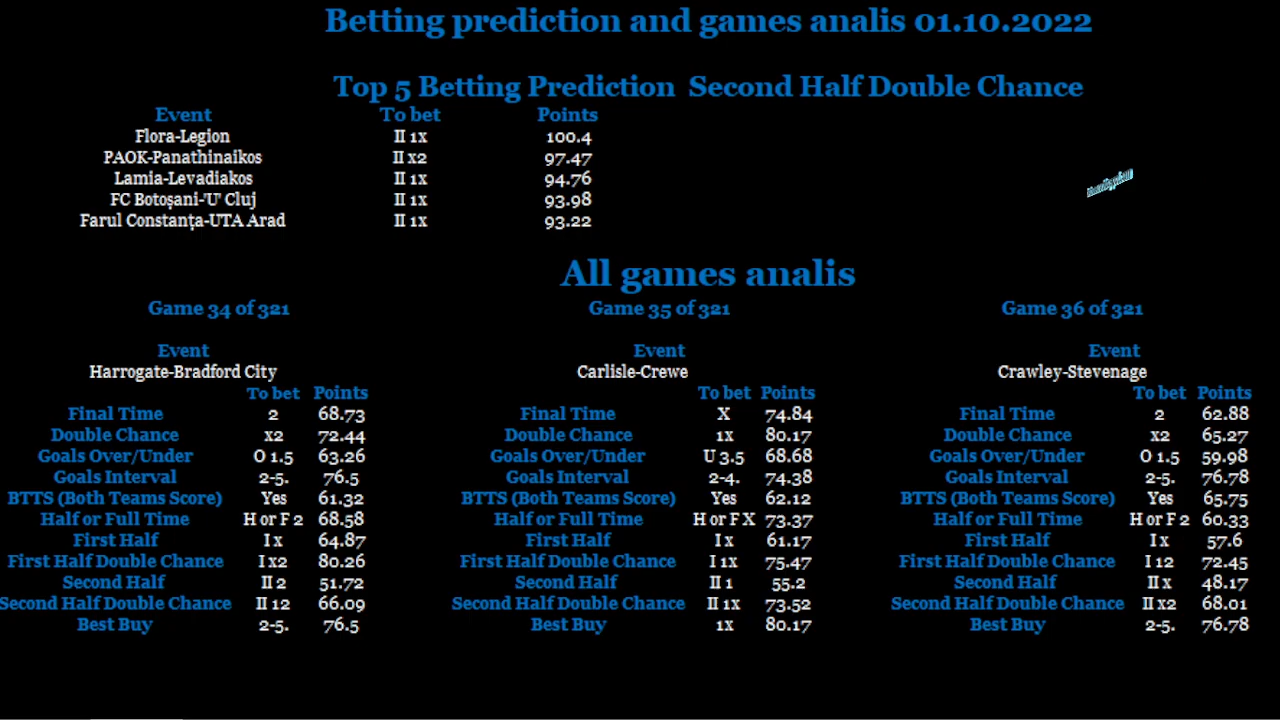 Betting prediction and games analis 01.10.2022
Top 5 Betting Prediction Second Half Double Chance
Event To bet Points
Flora-Legion II 1x 100.4
PAOK-Panathinaikos II x2 97.47
Lamia-Levadiakos II 1x 94.76
FC Botoșani-'U' Cluj II 1x 93.98
Farul Constanța-UTA Arad II 1x 93.22
All games analis
Game 34 of 321
Event
Harrogate-Bradford City
To bet Points
Final Time 2 68.73
Double Chance x2 72.44
Goals Over/Under O 1.5 63.26
Goals Interval 2-5. 76.5
BTTS (Both Teams Score) Yes 61.32
Half or Full Time H or F 2 68.58
First Half I x 64.87
First Half Double Chance I x2 80.26
Second Half II 2 51.72
Second Half Double Chance II 12 66.09
Best Buy 2-5. 76.5
Game 35 of 321
Event
Carlisle-Crewe
To bet Points
Final Time X 74.84
Double Chance 1x 80.17
Goals Over/Under U 3.5 68.68
Goals Interval 2-4. 74.38
BTTS (Both Teams Score) Yes 62.12
Half or Full Time H or F X 73.37
First Half I x 61.17
First Half Double Chance I 1x 75.47
Second Half II 1 55.2
Second Half Double Chance II 1x 73.52
Best Buy 1x 80.17
Game 36 of 321
Event
Crawley-Stevenage
To bet Points
Final Time 2 62.88
Double Chance x2 65.27
Goals Over/Under O 1.5 59.98
Goals Interval 2-5. 76.78
BTTS (Both Teams Score) Yes 65.75
Half or Full Time H or F 2 60.33
First Half I x 57.6
First Half Double Chance I 12 72.45
Second Half II x 48.17
Second Half Double Chance II x2 68.01
Best Buy 2-5. 76.78